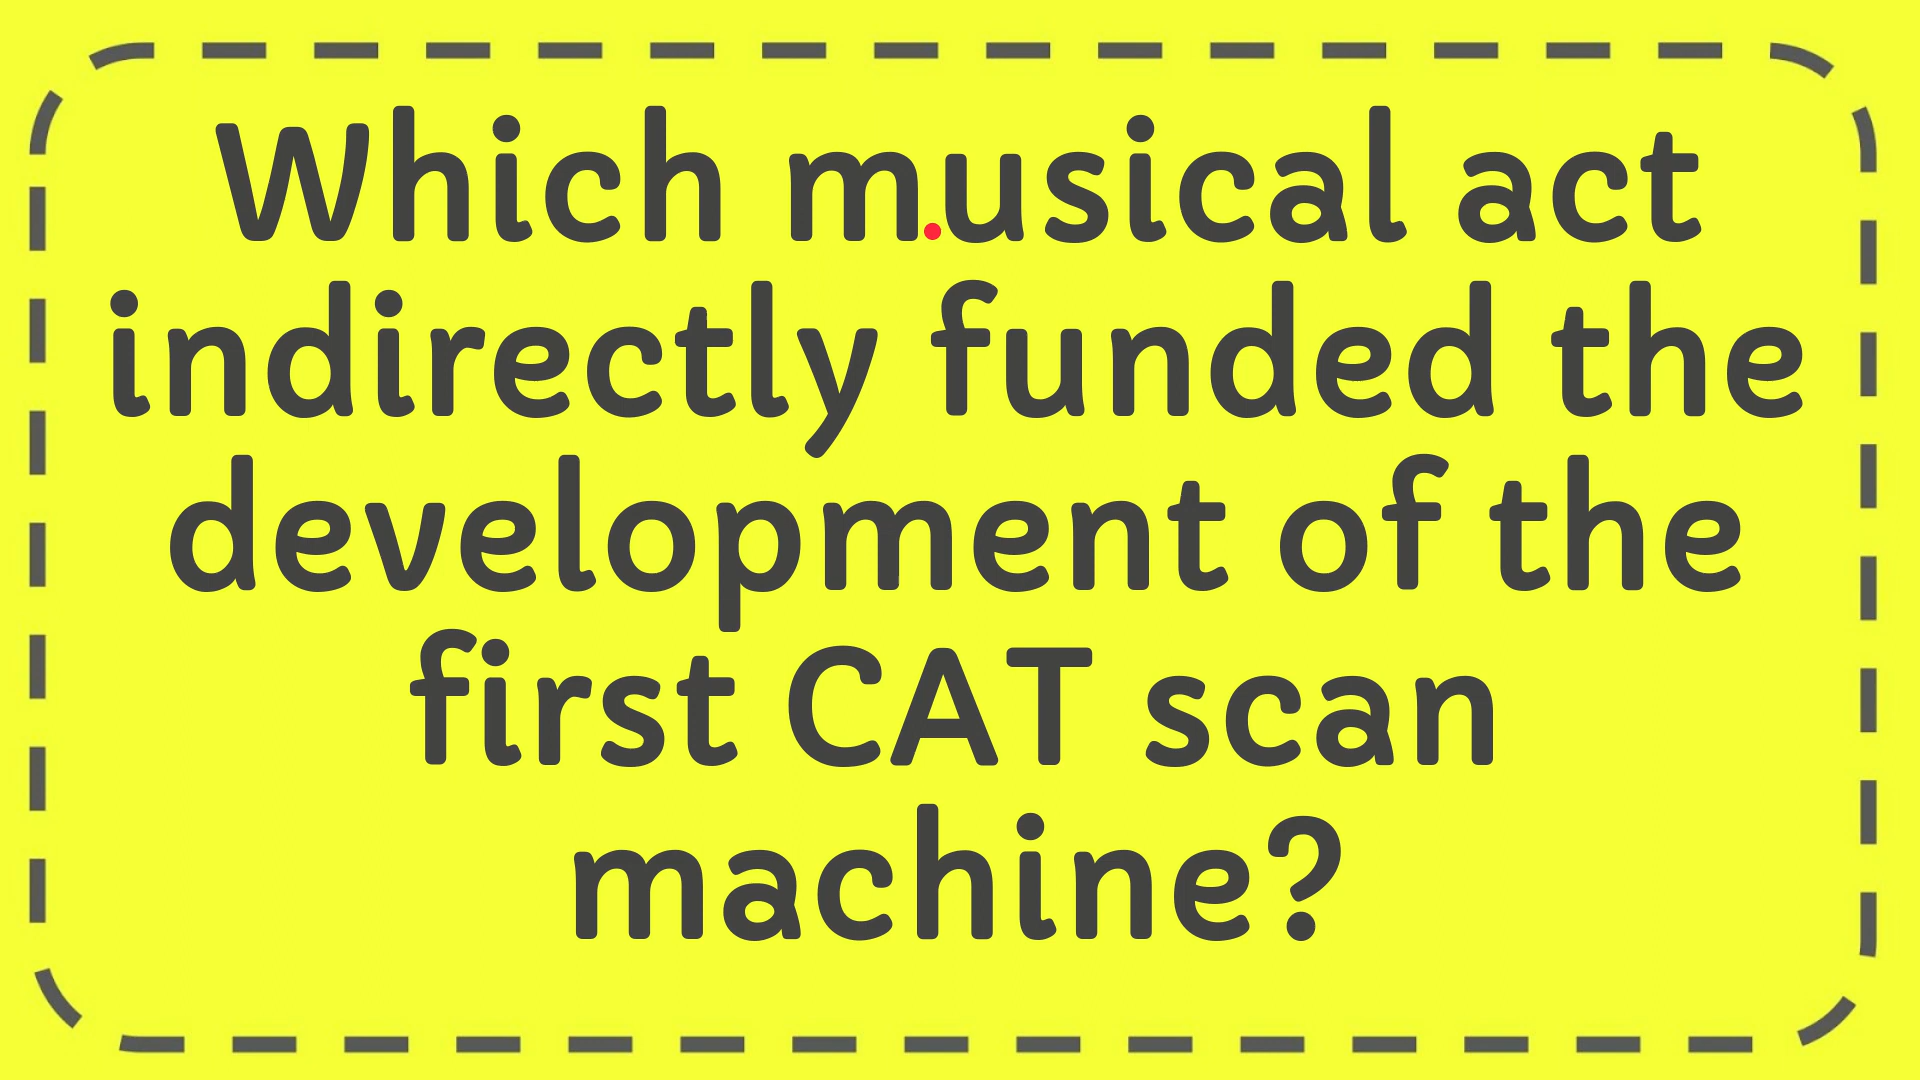 Which musical act
indirectly funded the
development of the
first CAT scan
machine?